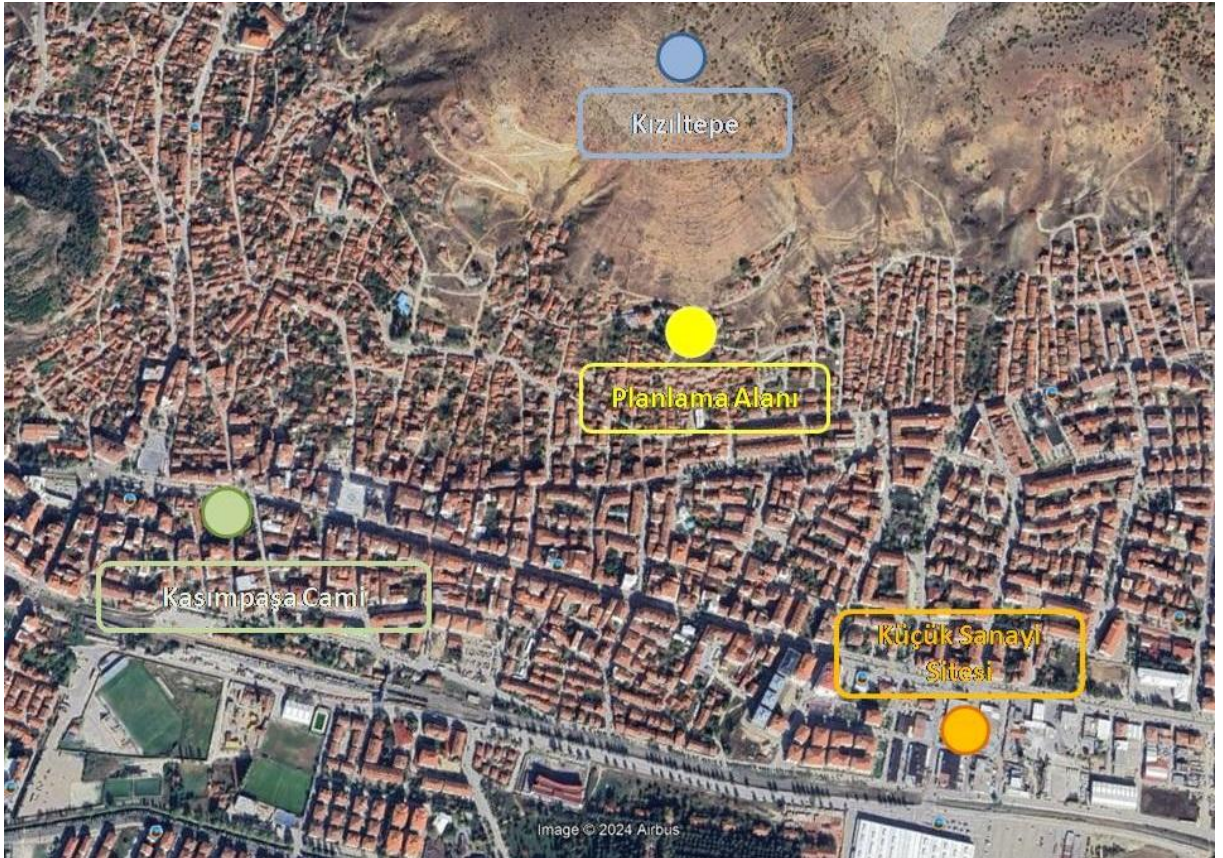 Kızıltepe
Planlama Alanı
Kasımpaşa Cami
Küçük Sanayi
Sitesi
Image © 2024 Airbus